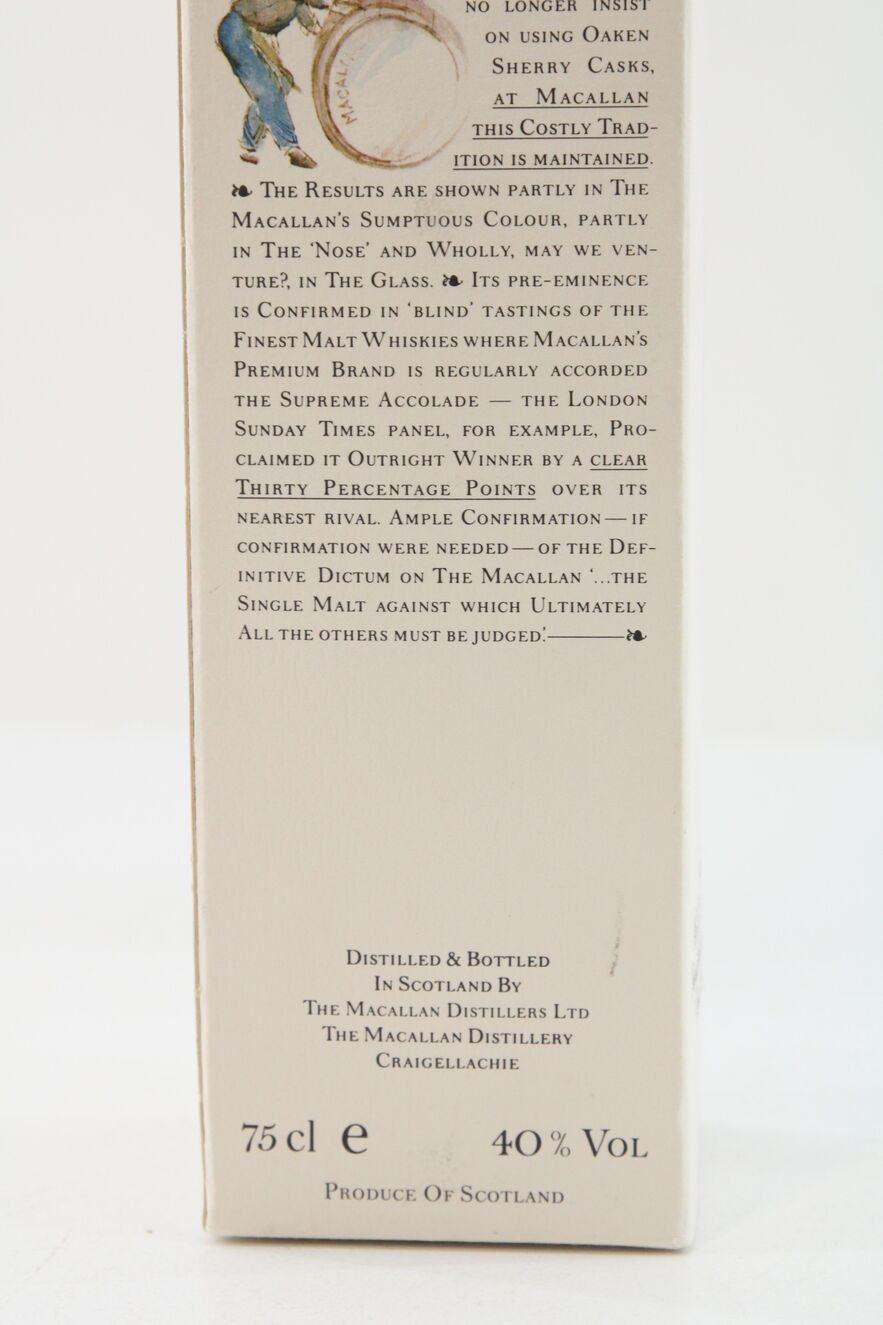 NO LONGER INSIST
ON USING OAKEN
SHERRY CASKS,
AT MACALLAN
THIS COSTLY TRAD-
ITION IS MAINTAINED.
MACALL
❧ THE RESULTS ARE SHOWN PARTLY IN THE
MACALLAN'S SUMPTUOUS COLOUR, PARTLY
IN THE 'NOSE' AND WHOLLY, MAY WE VEN-
TURE?, IN THE GLASS. ❧ ITS PRE-EMINENCE
IS CONFIRMED IN 'BLIND' TASTINGS OF THE
FINEST MALT WHISKIES WHERE MACALLAN'S
PREMIUM BRAND IS REGULARLY ACCORDED
THE SUPREME ACCOLADE — THE LONDON
SUNDAY TIMES PANEL, FOR EXAMPLE, PRO-
CLAIMED IT OUTRIGHT WINNER BY A CLEAR
THIRTY PERCENTAGE POINTS OVER ITS
NEAREST RIVAL. AMPLE CONFIRMATION — IF
CONFIRMATION WERE NEEDED — OF THE DEF-
INITIVE DICTUM ON THE MACALLAN '...THE
SINGLE MALT AGAINST WHICH ULTIMATELY
ALL THE OTHERS MUST BE JUDGED.'———❧
DISTILLED & BOTTLED
IN SCOTLAND BY
THE MACALLAN DISTILLERS LTD
THE MACALLAN DISTILLERY
CRAIGELLACHIE
75 cl e 40% VOL
PRODUCE OF SCOTLAND